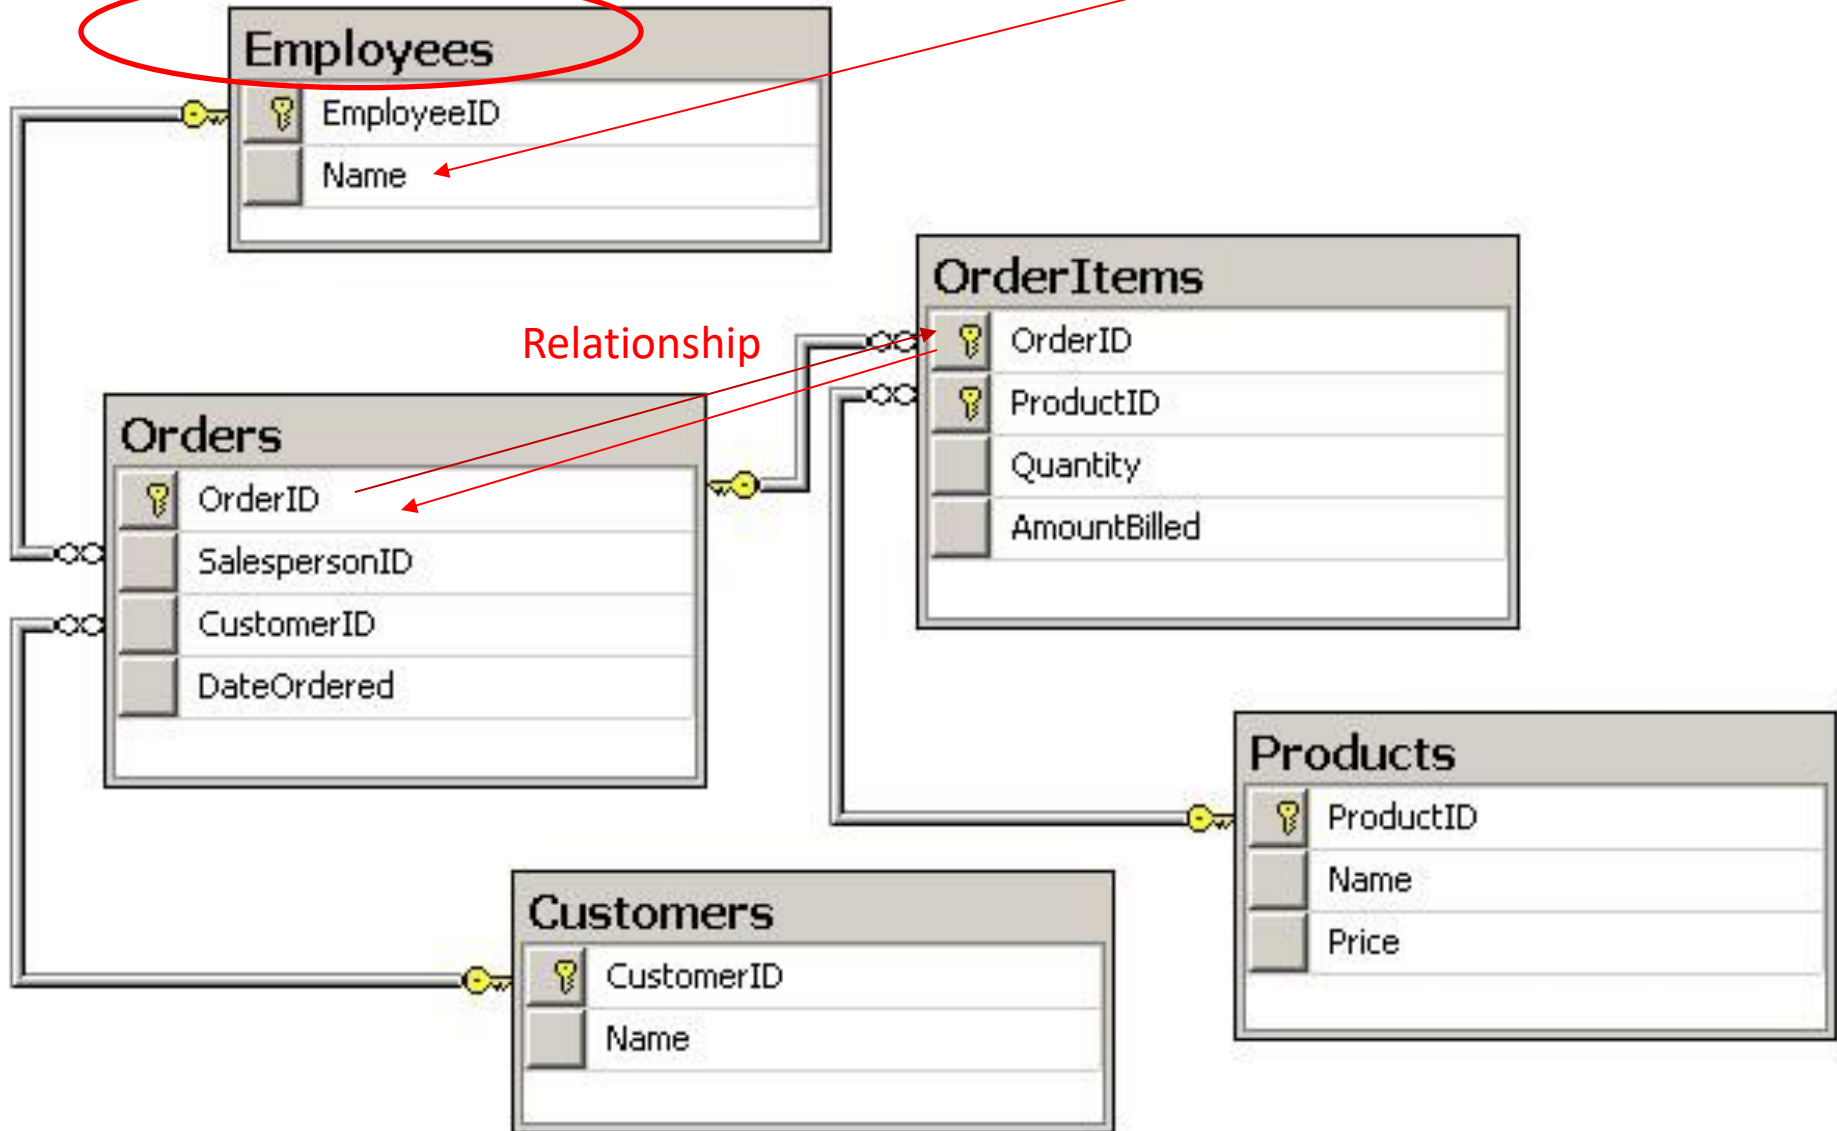 Employees
EmployeeID
Name
OrderItems
OrderID
ProductID
Quantity
AmountBilled
Relationship
Orders
OrderID
SalespersonID
CustomerID
DateOrdered
Products
ProductID
Name
Price
Customers
CustomerID
Name